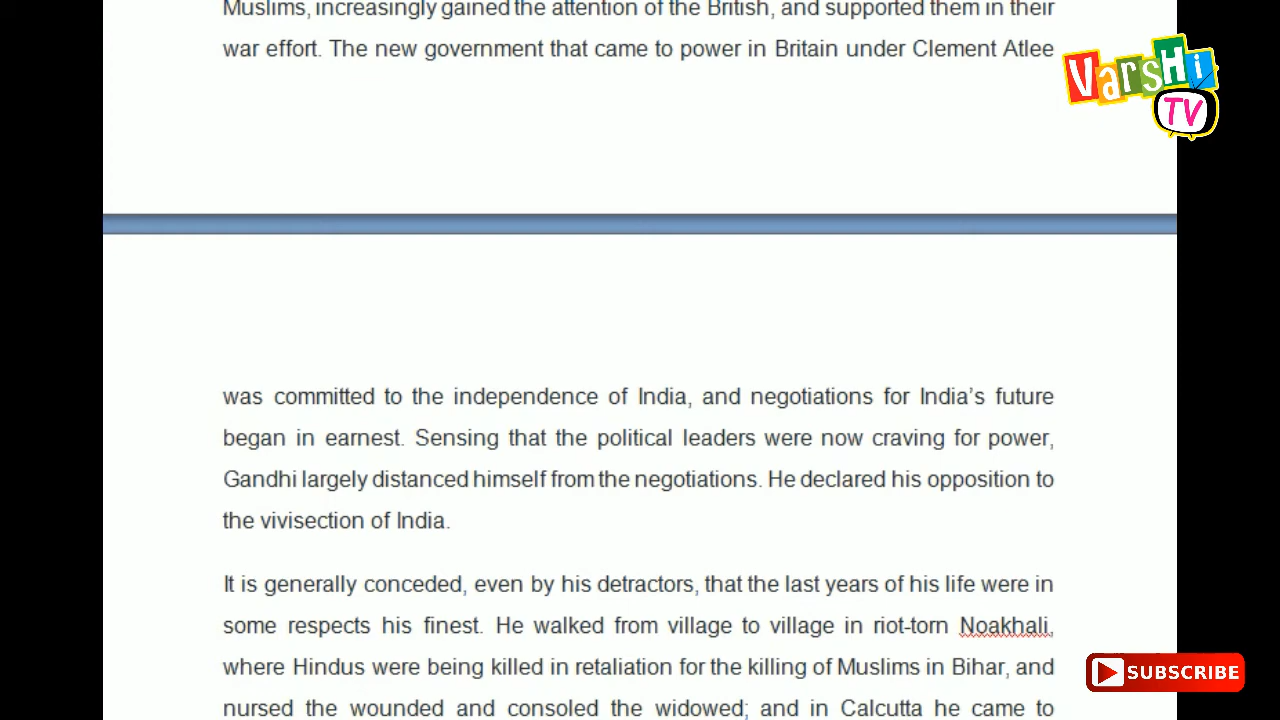 Muslims, increasingly gained the attention of the British, and supported them in their
war effort. The new government that came to power in Britain under Clement Atlee
VarsHi
TV
was committed to the independence of India, and negotiations for India’s future
began in earnest. Sensing that the political leaders were now craving for power,
Gandhi largely distanced himself from the negotiations. He declared his opposition to
the vivisection of India.
It is generally conceded, even by his detractors, that the last years of his life were in
some respects his finest. He walked from village to village in riot-torn Noakhali,
where Hindus were being killed in retaliation for the killing of Muslims in Bihar, and
SUBSCRIBE
nursed the wounded and consoled the widowed; and in Calcutta he came to